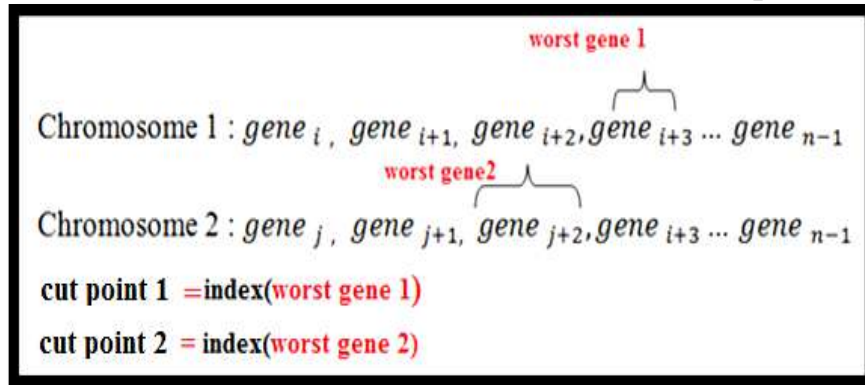 worst gene 1
Chromosome 1 : gene i , gene i+1, gene i+2,gene i+3 ... gene n−1
worst gene2
Chromosome 2 : gene j , gene j+1, gene j+2,gene i+3 ... gene n−1
cut point 1 =index(worst gene 1)
cut point 2 = index(worst gene 2)